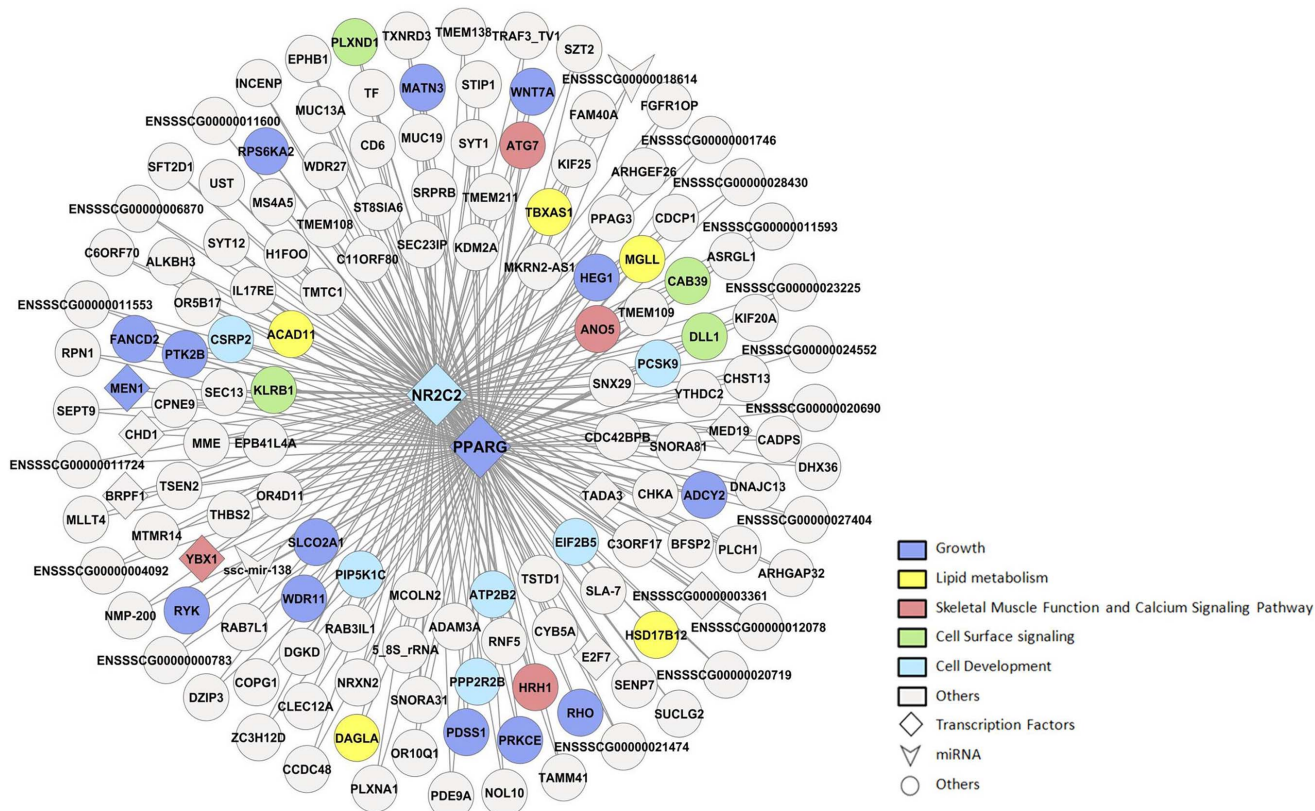 TMEM138
TXNRD3
TRAF3_TV1
PLXND1
SZT2
EPHB1
ENSSSCG00000018614
INCENP
TF
MATN3
STIP1
WNT7A
FGFR1OP
MUC13A
FAM40A
ENSSSCG00000011600
ENSSSCG00000001746
RPS6KA2
CD6
MUC19
SYT1
ATG7
KIF25
SFT2D1
WDR27
ARHGEF26
ENSSSCG00000028430
UST
MS4A5
ST8SIA6
SRPRB
TMEM211
TBXAS1
PPAG3
CDCP1
ENSSSCG00000006870
TMEM108
ENSSSCG00000011593
SYT12
H1FOO
C11ORF80
SEC23IP
KDM2A
MGLL
ASRGL1
C6ORF70
ALKBH3
MKRN2-AS1
HEG1
CAB39
IL17RE
TMTC1
ENSSSCG00000023225
OR5B17
ENSSSCG00000011553
TMEM109
KIF20A
FANCD2
CSRP2
ACAD11
ANO5
DLL1
RPN1
PTK2B
ENSSSCG00000024552
PCSK9
MEN1
SEC13
KLRB1
NR2C2
SNX29
CHST13
YTHDC2
SEPT9
CPNE9
ENSSSCG00000020690
CHD1
MME
EPB41L4A
PPARG
CDC42BPB
SNORA81
MED19
CADPS
ENSSSCG00000011724
DHX36
BRPF1
TSEN2
OR4D11
TADA3
CHKA
ADCY2
DNAJC13
MLLT4
THBS2
ENSSSCG00000027404
MTMR14
SLCO2A1
EIF2B5
C3ORF17
BFSP2
PLCH1
YBX1
ssc-mir-138
ENSSSCG00000004092
PIP5K1C
TSTD1
ARHGAP32
SLA-7
ENSSSCG00000003361
MCOLN2
ATP2B2
NMP-200
RYK
WDR11
ENSSSCG00000012078
RAB7L1
RAB3IL1
ADAM3A
CYB5A
HSD17B12
RNF5
5_8S_rRNA
DGKD
E2F7
ENSSSCG00000000783
ENSSSCG00000020719
COPG1
NRXN2
PPP2R2B
HRH1
SENP7
DZIP3
CLEC12A
SNORA31
RHO
SUCLG2
ZC3H12D
DAGLA
PDSS1
PRKCE
ENSSSCG00000021474
OR10Q1
CCDC48
TAMM41
PLXNA1
PDE9A
NOL10
Growth
Lipid metabolism
Skeletal Muscle Function and Calcium Signaling Pathway
Cell Surface signaling
Cell Development
Others
Transcription Factors
miRNA
Others